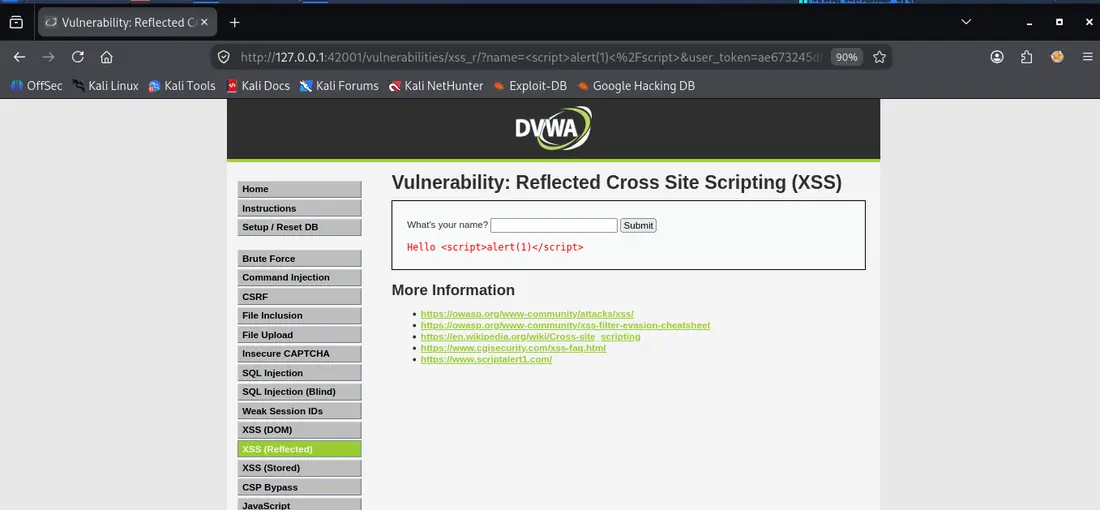 Vulnerability: Reflected C
http://127.0.0.1:42001/vulnerabilities/xss_r/?name=<script>alert(1)<%2Fscript>&user_token=ae673245d
90%
OffSec Kali Linux Kali Tools Kali Docs Kali Forums Kali NetHunter Exploit-DB Google Hacking DB
DVWA
Home
Instructions
Setup / Reset DB
Brute Force
Command Injection
CSRF
File Inclusion
File Upload
Insecure CAPTCHA
SQL Injection
SQL Injection (Blind)
Weak Session IDs
XSS (DOM)
XSS (Reflected)
XSS (Stored)
CSP Bypass
JavaScript
Vulnerability: Reflected Cross Site Scripting (XSS)
What's your name? Submit
Hello <script>alert(1)</script>
More Information
https://owasp.org/www-community/attacks/xss/
https://owasp.org/www-community/xss-filter-evasion-cheatsheet
https://en.wikipedia.org/wiki/Cross-site_scripting
https://www.cgisecurity.com/xss-faq.html
https://www.scriptalert1.com/